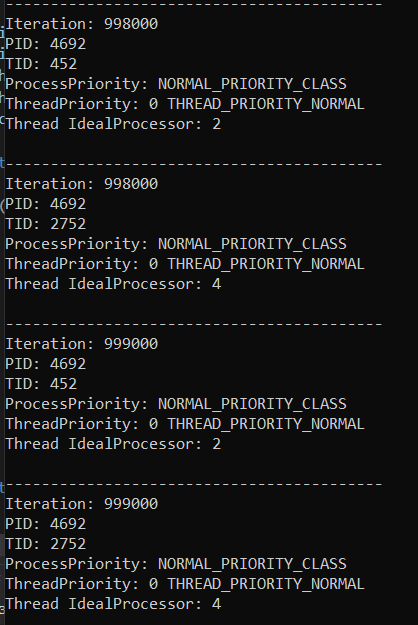 ------------------------------------------
Iteration: 998000
PID: 4692
TID: 452
ProcessPriority: NORMAL_PRIORITY_CLASS
ThreadPriority: 0 THREAD_PRIORITY_NORMAL
Thread IdealProcessor: 2
------------------------------------------
Iteration: 998000
PID: 4692
TID: 2752
ProcessPriority: NORMAL_PRIORITY_CLASS
ThreadPriority: 0 THREAD_PRIORITY_NORMAL
Thread IdealProcessor: 4
------------------------------------------
Iteration: 999000
PID: 4692
TID: 452
ProcessPriority: NORMAL_PRIORITY_CLASS
ThreadPriority: 0 THREAD_PRIORITY_NORMAL
Thread IdealProcessor: 2
------------------------------------------
Iteration: 999000
PID: 4692
TID: 2752
ProcessPriority: NORMAL_PRIORITY_CLASS
ThreadPriority: 0 THREAD_PRIORITY_NORMAL
Thread IdealProcessor: 4